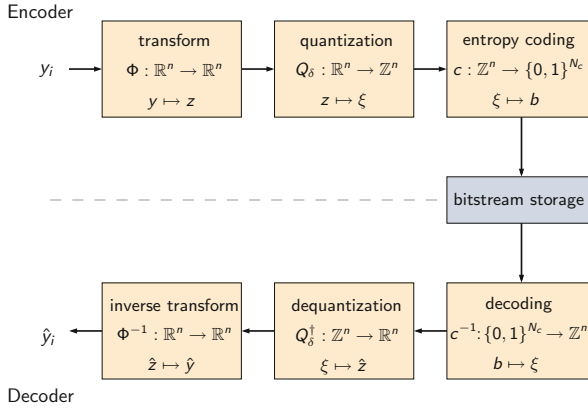 Encoder
y_i
transform
Φ : ℝⁿ → ℝⁿ
y ↦ z
quantization
Q_δ : ℝⁿ → ℤⁿ
z ↦ ξ
entropy coding
c : ℤⁿ → {0, 1}^{N_c}
ξ ↦ b
bitstream storage
ŷ_i
inverse transform
Φ⁻¹ : ℝⁿ → ℝⁿ
ẑ ↦ ŷ
dequantization
Q_δ^† : ℤⁿ → ℝⁿ
ξ ↦ ẑ
decoding
c⁻¹: {0, 1}^{N_c} → ℤⁿ
b ↦ ξ
Decoder